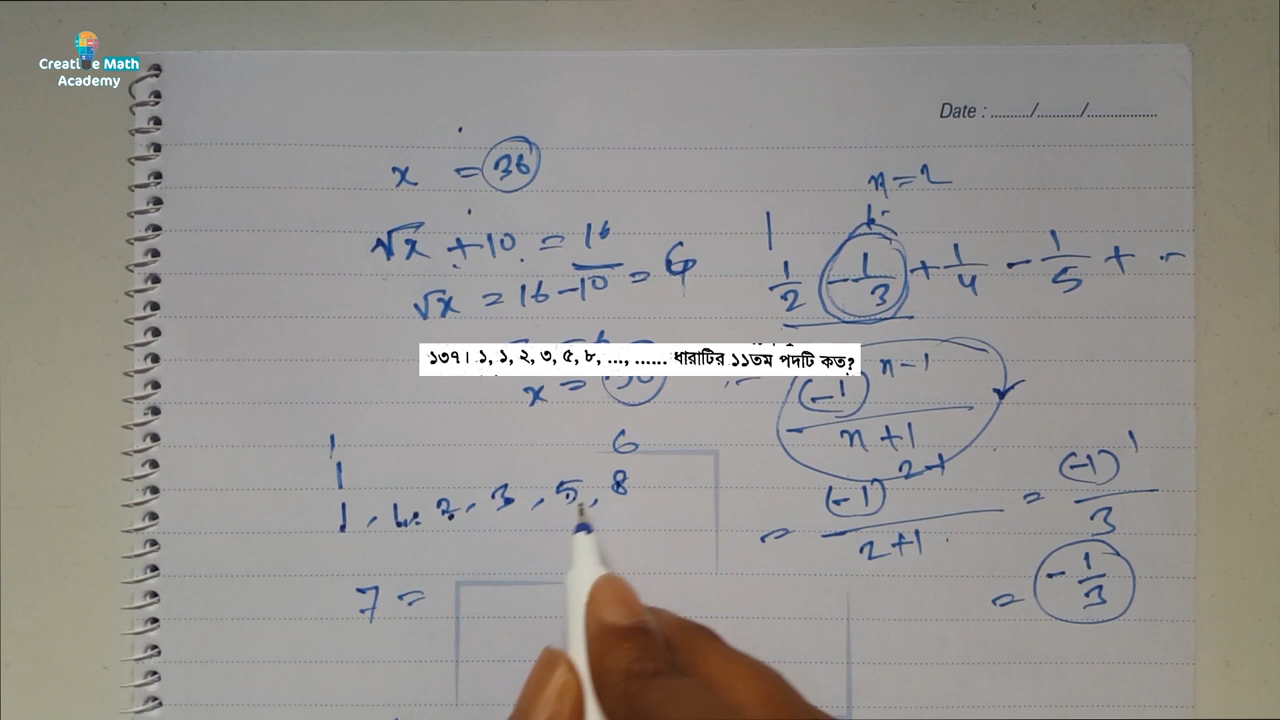 Creative Math
Academy
Date : ........./........../.................
x = 36
√x + 10 = 16
√x = 16 - 10 = 6
n = 2
1/2 - 1/3 + 1/4 - 1/5 + ...
১৩৭। ১, ১, ২, ৩, ৫, ৮, ..., ...... ধারাটির ১১তম পদটি কত?
x =
(-1)^(n-1) / n+1
6
1, 1, 2, 3, 5, 8
7 =
= (-1)^(2-1) / 2+1 = (-1)^1 / 3
= -1/3